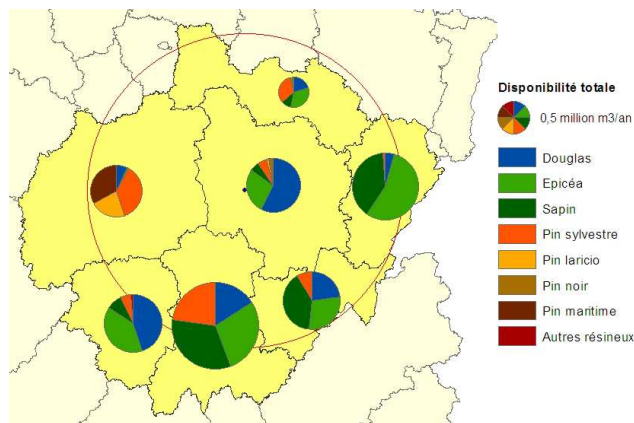 Disponibilité totale
0,5 million m3/an
Douglas
Epicéa
Sapin
Pin sylvestre
Pin laricio
Pin noir
Pin maritime
Autres résineux